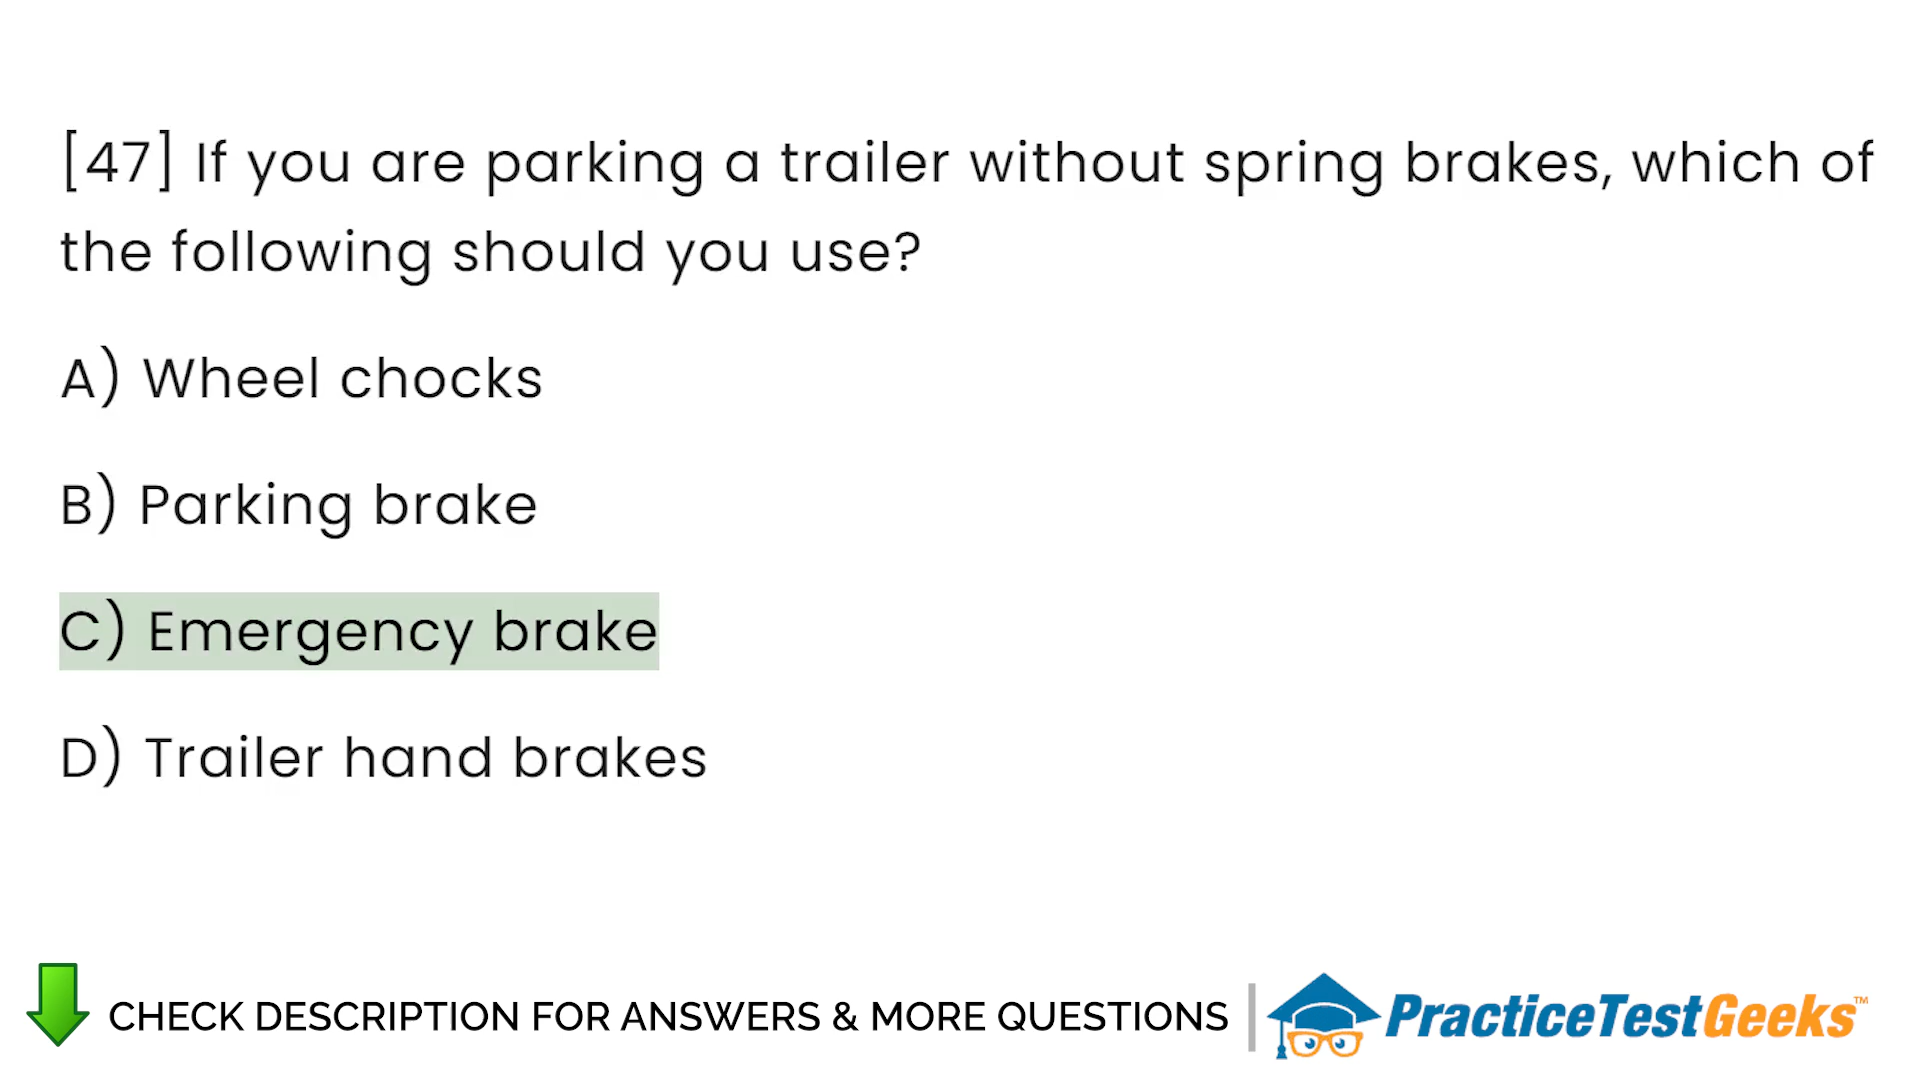 [47] If you are parking a trailer without spring brakes, which of
the following should you use?
A) Wheel chocks
B) Parking brake
C) Emergency brake
D) Trailer hand brakes
CHECK DESCRIPTION FOR ANSWERS & MORE QUESTIONS
PracticeTestGeeks™